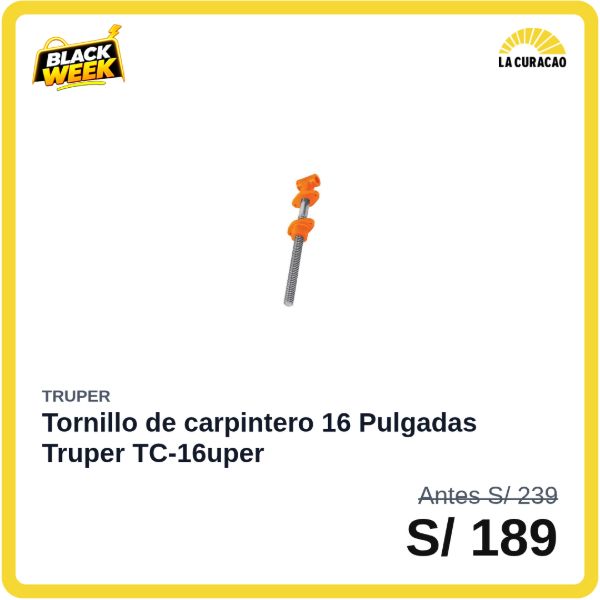 BLACK
WEEK
LA CURACAO
TRUPER
Tornillo de carpintero 16 Pulgadas
Truper TC-16uper
Antes S/ 239
S/ 189